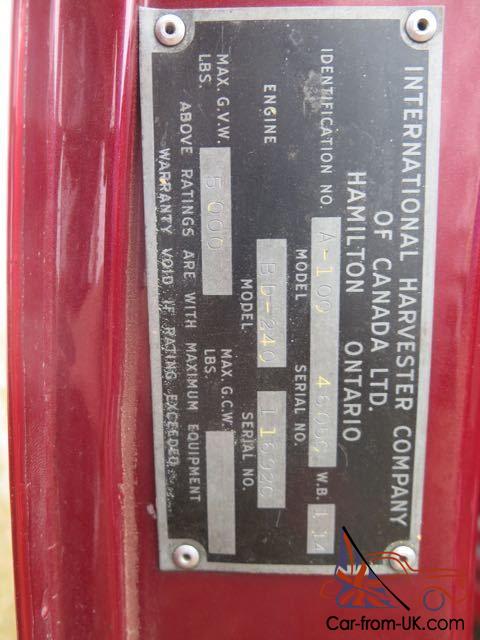 INTERNATIONAL HARVESTER COMPANY
OF CANADA LTD.
HAMILTON ONTARIO
IDENTIFICATION NO. A-100 W.B. 114
MODEL SERIAL NO.
ENGINE BD-240
MODEL SERIAL NO.
MAX. G.V.W. 5000 MAX. G.C.W.
LBS. LBS.
ABOVE RATINGS ARE WITH MAXIMUM EQUIPMENT
WARRANTY VOID IF RATING EXCEEDED
Car-from-UK.com